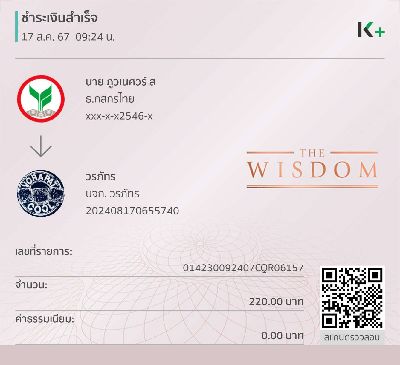 ชำระเงินสำเร็จ
17 ส.ค. 67 09:24 น.
K+
นาย ภูวเนศวร์ ส
ธ.กสิกรไทย
xxx-x-x2546-x
THE
WISDOM
VORAPAT
COOL
วรภัทร
บจก. วรภัทร
202408170655740
เลขที่รายการ:
014230092407CQR06157
จำนวน:
220.00 บาท
ค่าธรรมเนียม:
0.00 บาท
สแกนตรวจสอบ